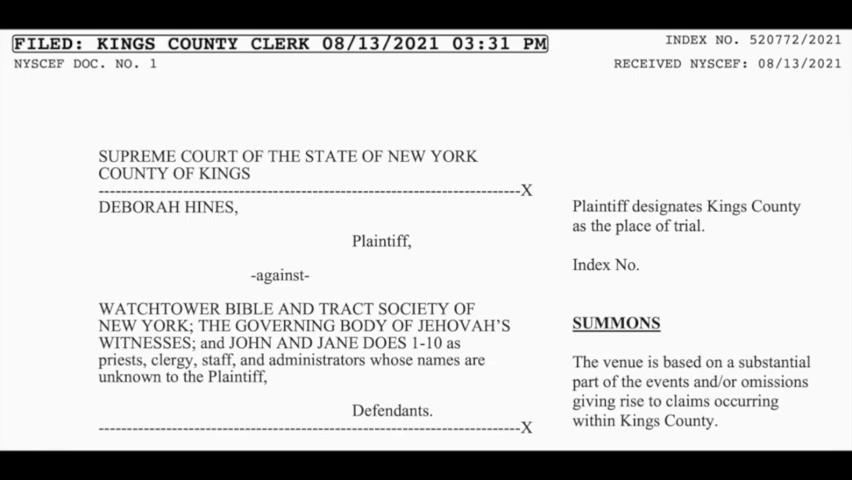 FILED: KINGS COUNTY CLERK 08/13/2021 03:31 PM
INDEX NO. 520772/2021
NYSCEF DOC. NO. 1
RECEIVED NYSCEF: 08/13/2021
SUPREME COURT OF THE STATE OF NEW YORK
COUNTY OF KINGS
----------------------------------------------------------------------------X
DEBORAH HINES,
Plaintiff,
-against-
WATCHTOWER BIBLE AND TRACT SOCIETY OF
NEW YORK; THE GOVERNING BODY OF JEHOVAH'S
WITNESSES; and JOHN AND JANE DOES 1-10 as
priests, clergy, staff, and administrators whose names are
unknown to the Plaintiff,
Defendants.
----------------------------------------------------------------------------X
Plaintiff designates Kings County
as the place of trial.
Index No.
SUMMONS
The venue is based on a substantial
part of the events and/or omissions
giving rise to claims occurring
within Kings County.